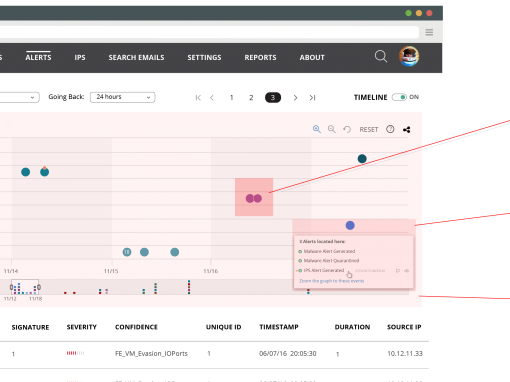 S ALERTS IPS SEARCH EMAILS SETTINGS REPORTS ABOUT
Going Back: 24 hours 1 2 3 TIMELINE ON
RESET
3 Alerts located here.
Malware Alert Generated
Malware Alert Quarantined
IPS Alert Generated
Zoom the graph to these events
11/14 11/15 11/16
11/12 11/18
SIGNATURE SEVERITY CONFIDENCE UNIQUE ID TIMESTAMP DURATION SOURCE IP
1 FE_VM_Evasion_IOPorts 1 06/07/16 20:05:30 1 10.12.11.33